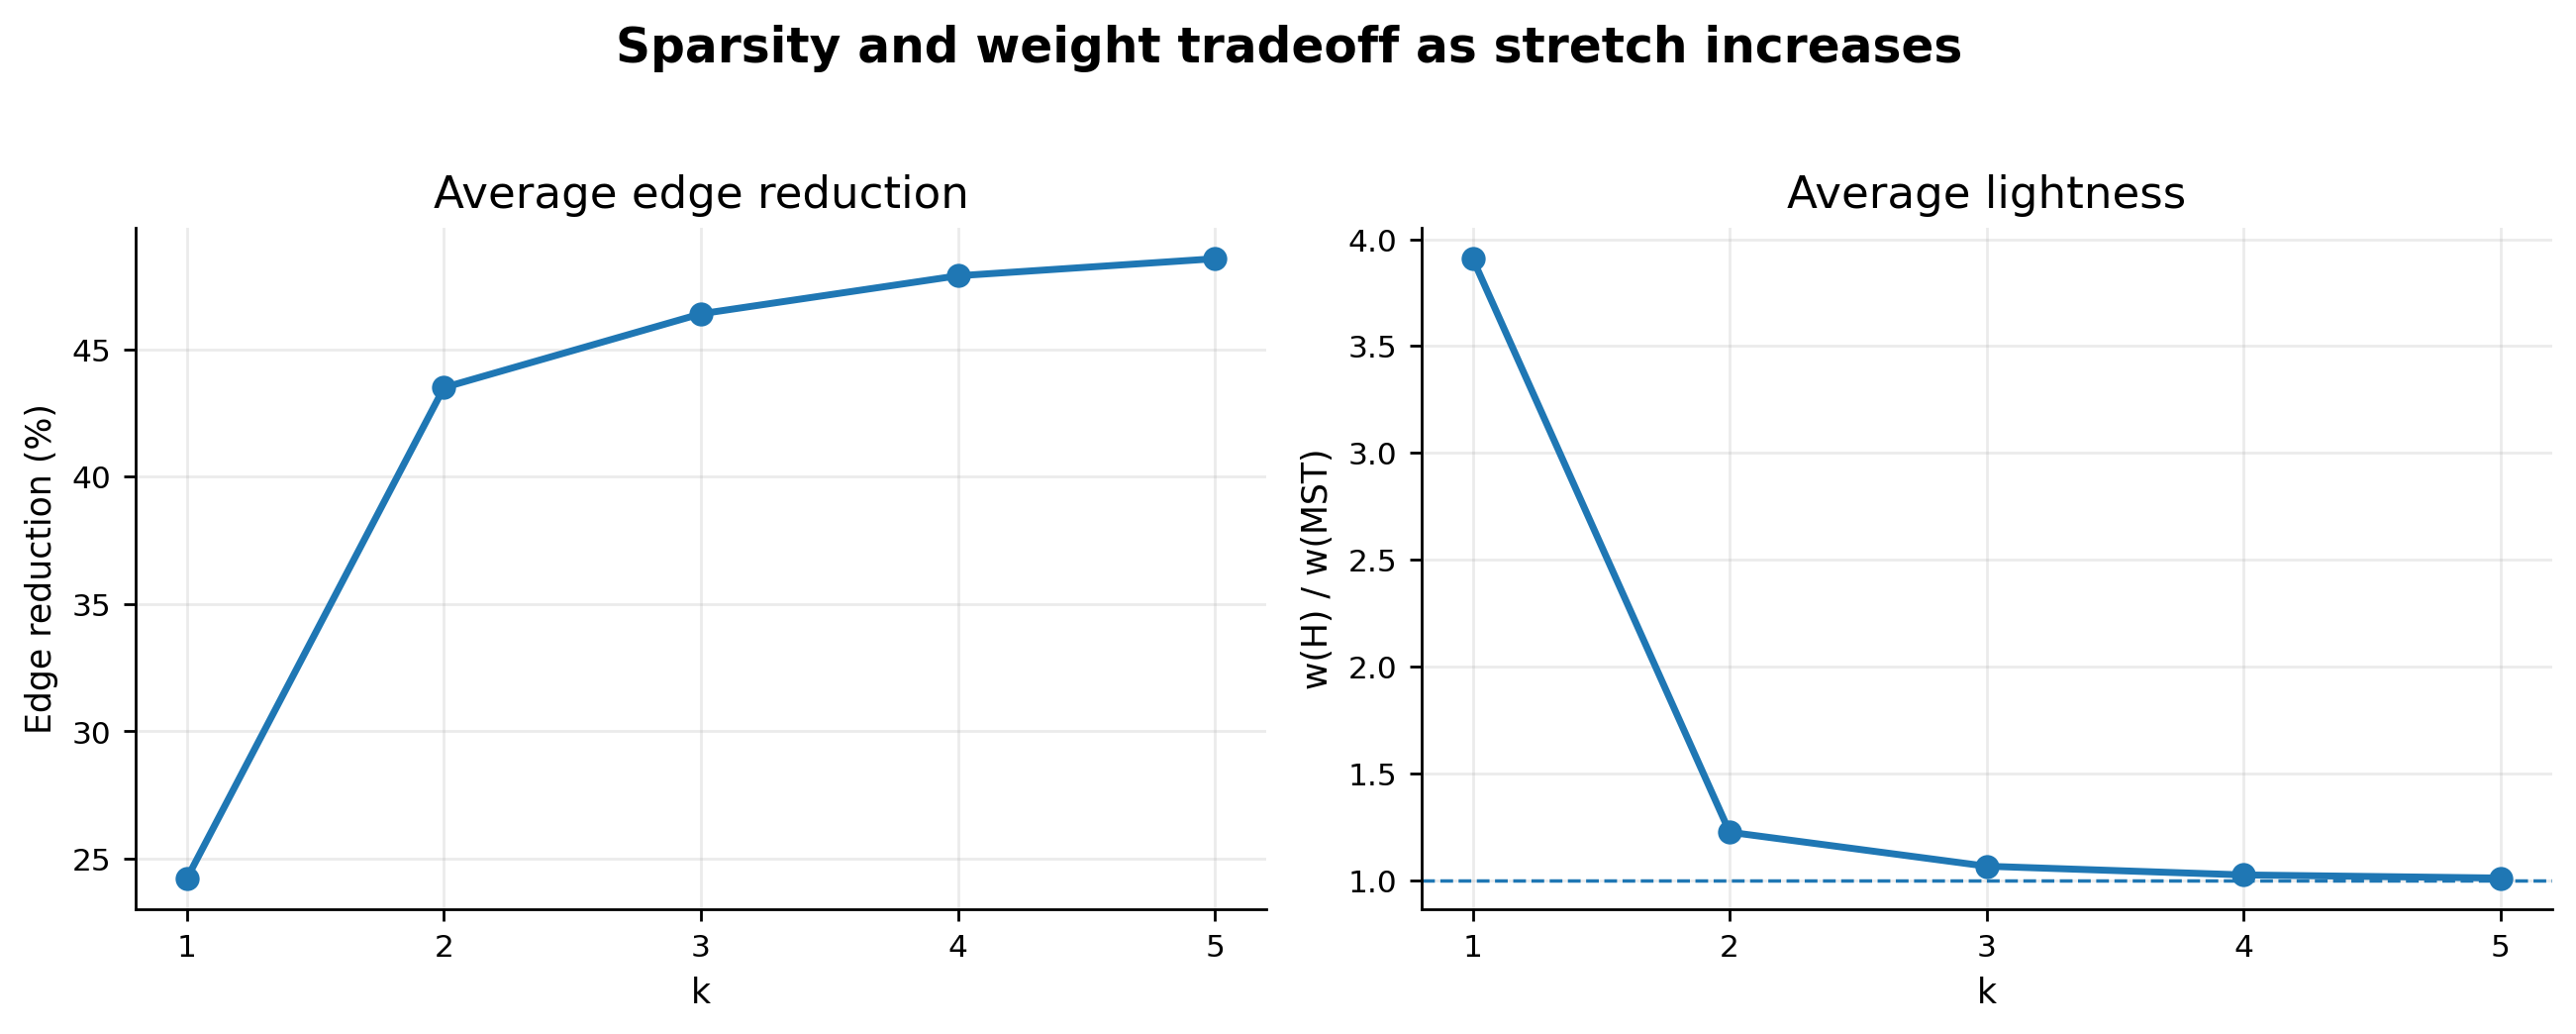 Sparsity and weight tradeoff as stretch increases
Average edge reduction
Edge reduction (%)
45
40
35
30
25
1 2 3 4 5
k
Average lightness
w(H) / w(MST)
4.0
3.5
3.0
2.5
2.0
1.5
1.0
1 2 3 4 5
k